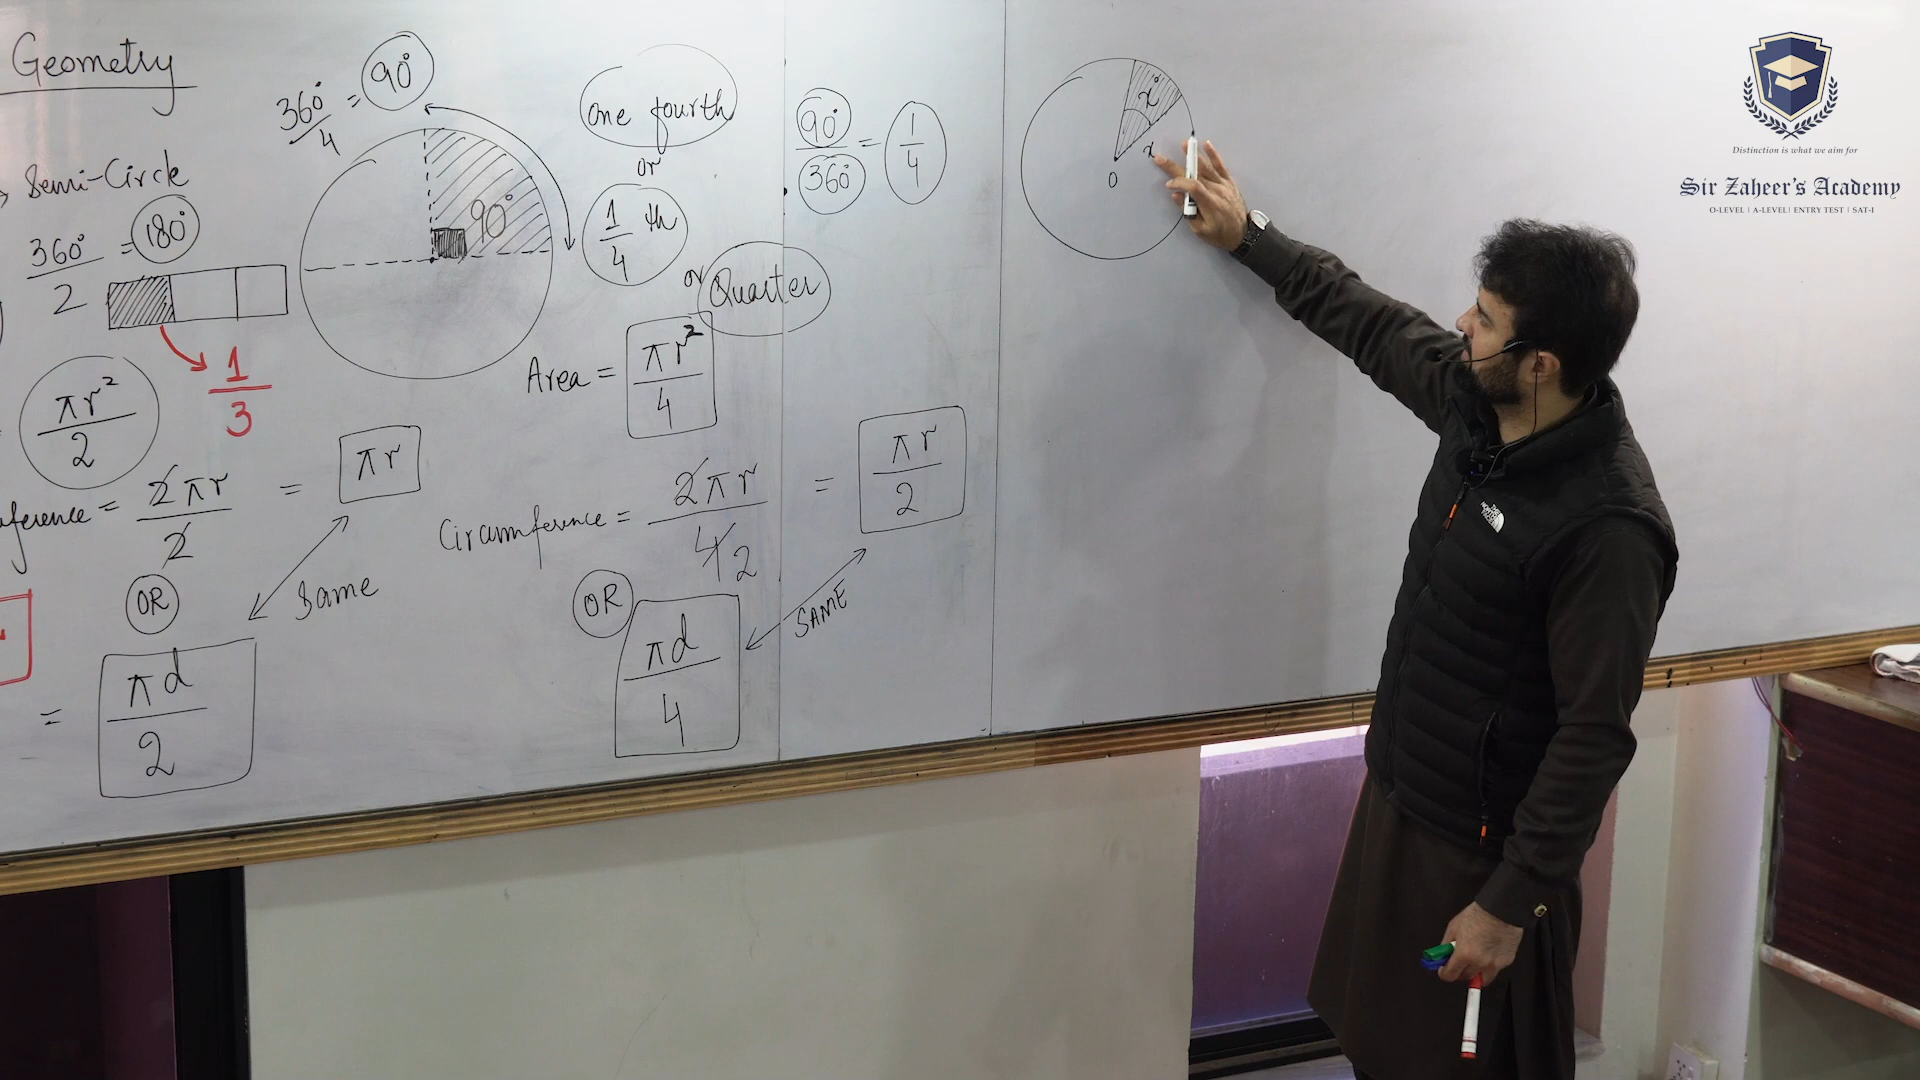 Geometry
Semi-Circle
360°/2 = 180°
1/3
πr²/2
2πr/2 = πr
OR
Same
= πd/2
360°/4 = 90°
90°
One fourth
or
1/4 th
or Quarter
90°/360° = 1/4
Area = πr²/4
Circumference = 2πr/4 2 = πr/2
OR
πd/4
SAME
x°
O
THE NORTH FACE
Distinction is what we aim for
Sir Zaheer's Academy
O-LEVEL | A-LEVEL | ENTRY TEST | SAT-I